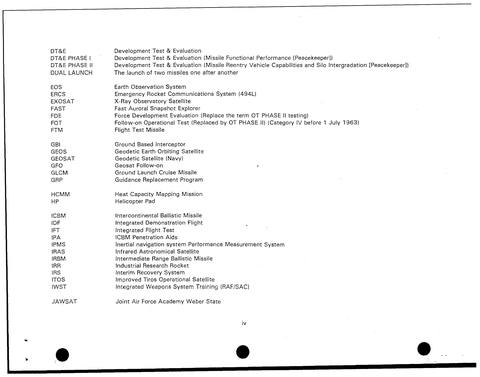 DT&E Development Test & Evaluation
DT&E PHASE I Development Test & Evaluation (Missile Functional Performance [Peacekeeper])
DT&E PHASE II Development Test & Evaluation (Missile Reentry Vehicle Capabilities and Silo Intergradation [Peacekeeper])
DUAL LAUNCH The launch of two missiles one after another
EOS Earth Observation System
ERCS Emergency Rocket Communications System (494L)
EXOSAT X-Ray Observatory Satellite
FAST Fast Auroral Snapshot Explorer
FDE Force Development Evaluation (Replace the term OT PHASE II testing)
FOT Follow-on Operational Test (Replaced by OT PHASE II) (Category IV before 1 July 1963)
FTM Flight Test Missile
GBI Ground Based Interceptor
GEOS Geodetic Earth Orbiting Satellite
GEOSAT Geodetic Satellite (Navy)
GFO Geosat Follow-on
GLCM Ground Launch Cruise Missile
GRP Guidance Replacement Program
HCMM Heat Capacity Mapping Mission
HP Helicopter Pad
ICBM Intercontinental Ballistic Missile
IDF Integrated Demonstration Flight
IFT Integrated Flight Test
IPA ICBM Penetration Aids
IPMS Inertial navigation system Performance Measurement System
IRAS Infrared Astronomical Satellite
IRBM Intermediate Range Ballistic Missile
IRR Industrial Research Rocket
IRS Interim Recovery System
ITOS Improved Tiros Operational Satellite
IWST Integrated Weapons System Training (RAF/SAC)
JAWSAT Joint Air Force Academy Weber State
iv